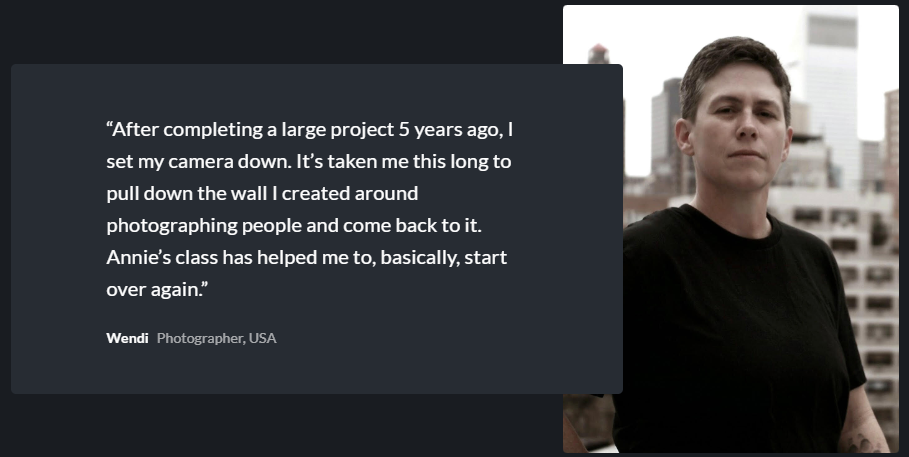 “After completing a large project 5 years ago, I
set my camera down. It’s taken me this long to
pull down the wall I created around
photographing people and come back to it.
Annie’s class has helped me to, basically, start
over again.”
Wendi Photographer, USA